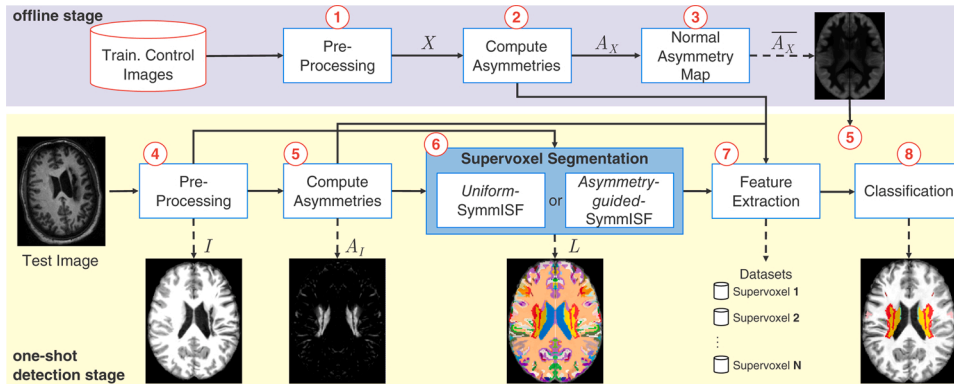 offline stage
1
2
3
Train. Control
Images
Pre-
Processing
X
Compute
Asymmetries
A_X
Normal
Asymmetry
Map
\overline{A_X}
5
4
5
6
7
8
Test Image
Pre-
Processing
Compute
Asymmetries
Supervoxel Segmentation
Uniform-
SymmISF
or
Asymmetry-
guided-
SymmISF
Feature
Extraction
Classification
I
A_I
L
Datasets
Supervoxel 1
Supervoxel 2
⋮
Supervoxel N
one-shot
detection stage